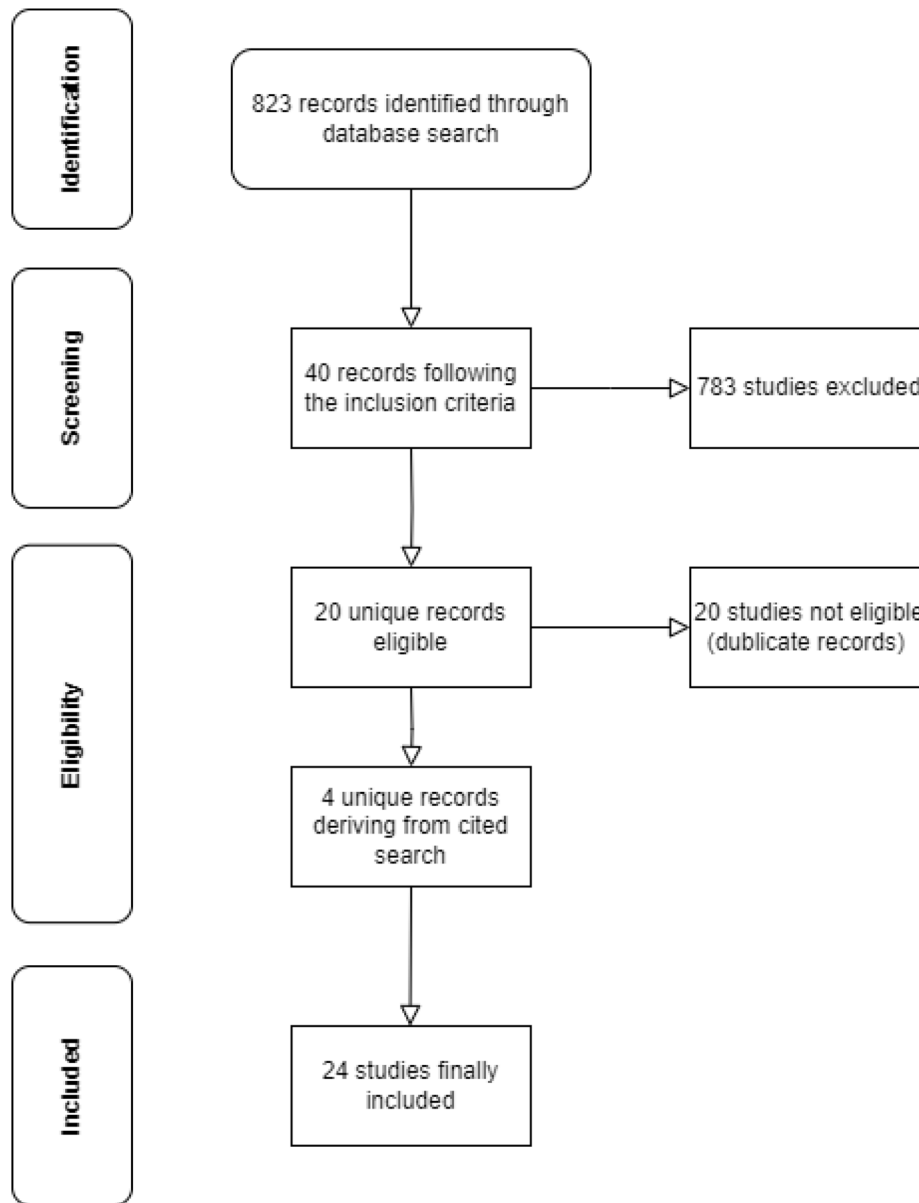 Identification
823 records identified through
database search
Screening
40 records following
the inclusion criteria
783 studies excluded
Eligibility
20 unique records
eligible
20 studies not eligible
(dublicate records)
4 unique records
deriving from cited
search
Included
24 studies finally
included